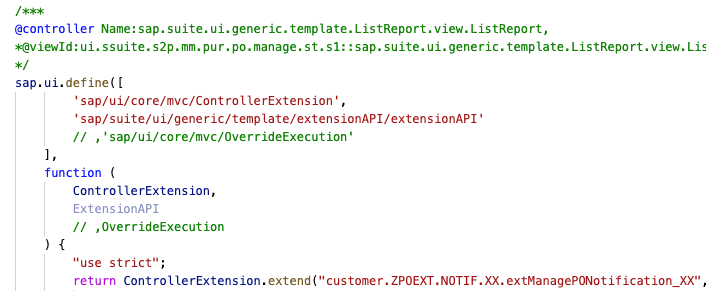 /***
@controller Name:sap.suite.ui.generic.template.ListReport.view.ListReport,
*@viewId:ui.ssuite.s2p.mm.pur.po.manage.st.s1::sap.suite.ui.generic.template.ListReport.view.Lis
*/
sap.ui.define([
'sap/ui/core/mvc/ControllerExtension',
'sap/suite/ui/generic/template/extensionAPI/extensionAPI'
// ,'sap/ui/core/mvc/OverrideExecution'
],
function (
ControllerExtension,
ExtensionAPI
// ,OverrideExecution
) {
"use strict";
return ControllerExtension.extend("customer.ZPOEXT.NOTIF.XX.extManagePONotification_XX",